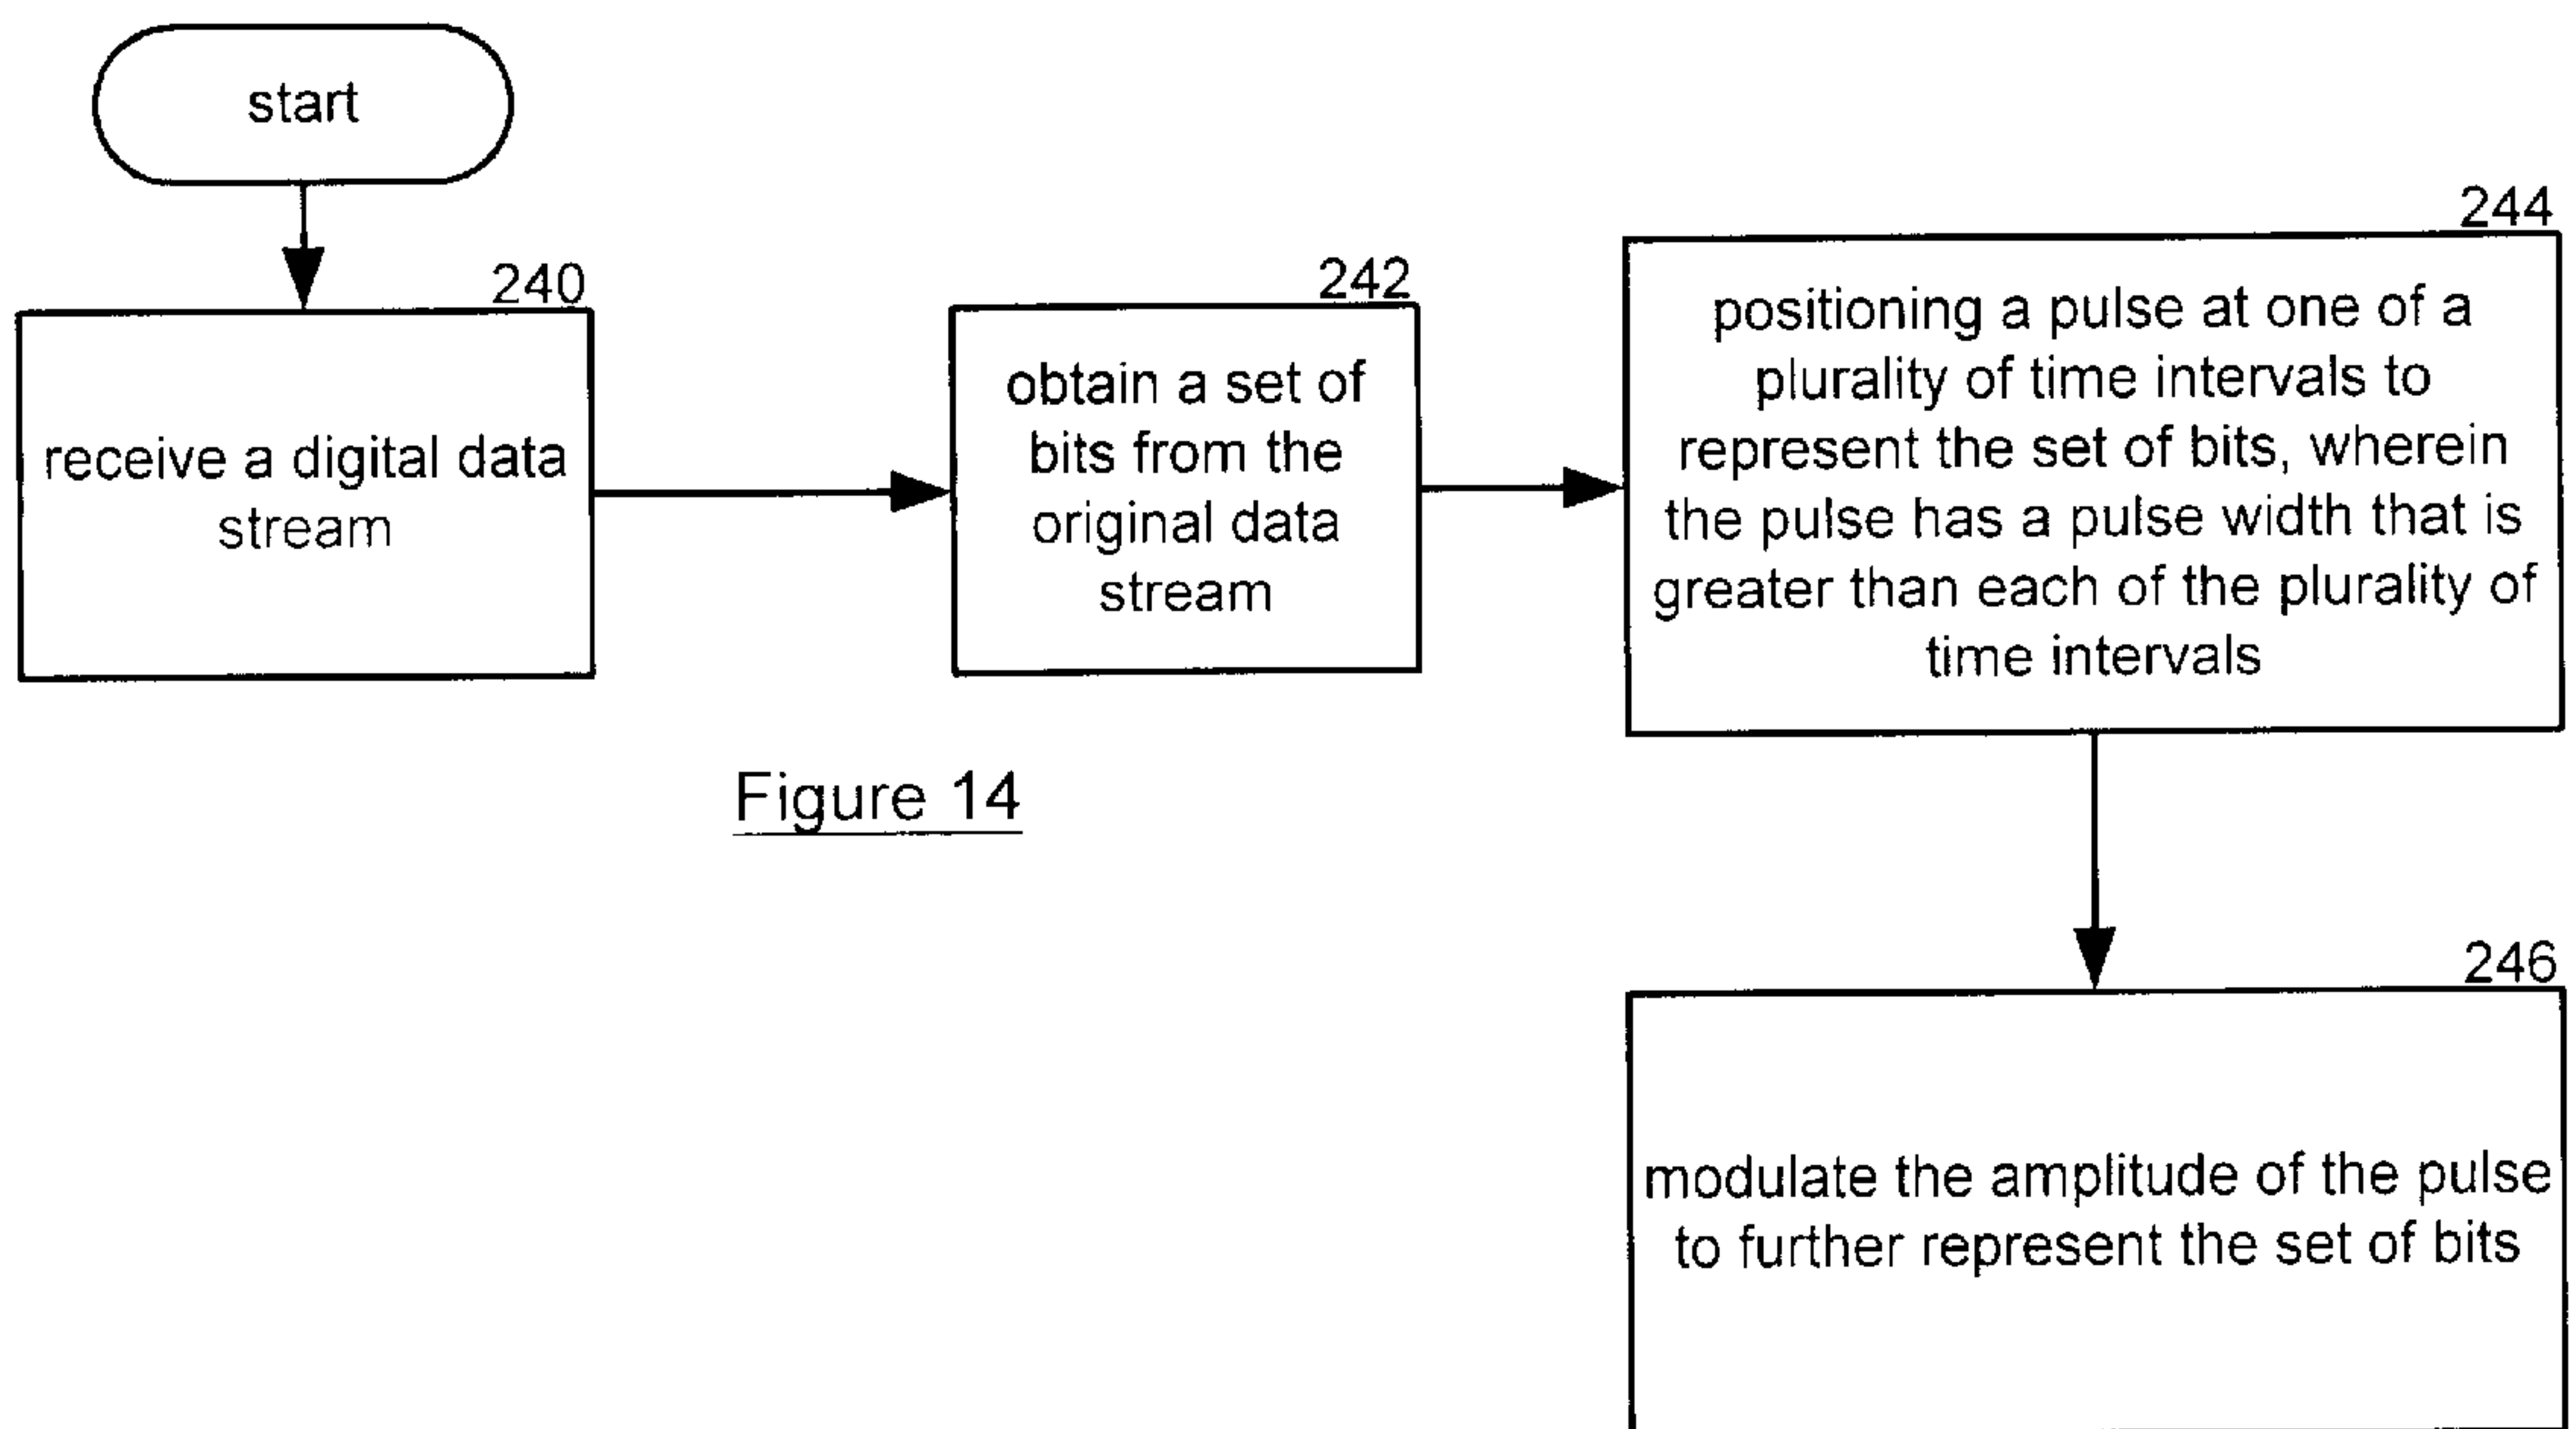 start
240
receive a digital data
stream
242
obtain a set of
bits from the
original data
stream
244
positioning a pulse at one of a
plurality of time intervals to
represent the set of bits, wherein
the pulse has a pulse width that is
greater than each of the plurality of
time intervals
Figure 14
246
modulate the amplitude of the pulse
to further represent the set of bits